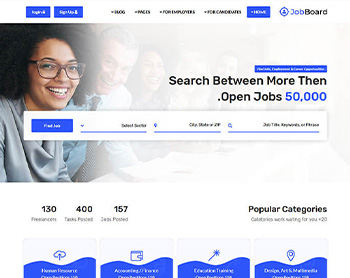 JobBoard
HOME
FOR CANDIDATES
FOR EMPLOYERS
PAGES
BLOG
Sign Up
login
Find Jobs, Employment & Career Opportunities
Search Between More Then
.Open Jobs 50,000
Job Title, Keywords, or Phrase
City, State or ZIP
Select Sector
Find Job
Popular Categories
Catetories work waiting for you +20
157
Jobs Posted
400
Tasks Posted
130
Freelancers
Design, Art & Multimedia
Education Training
Accounting / Finance
Human Resource